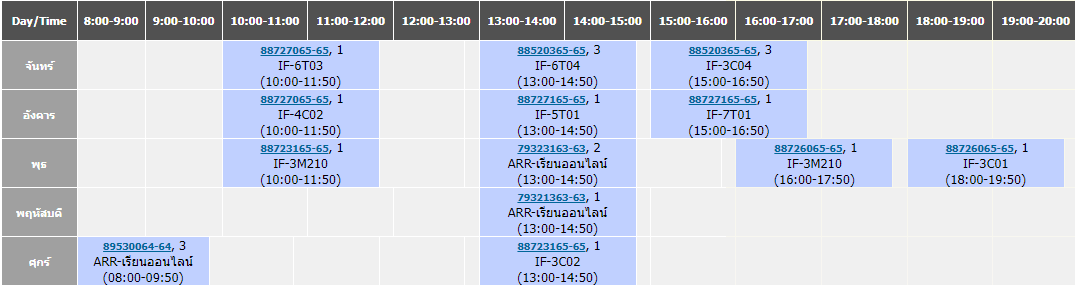 Day/Time 8:00-9:00 9:00-10:00 10:00-11:00 11:00-12:00 12:00-13:00 13:00-14:00 14:00-15:00 15:00-16:00 16:00-17:00 17:00-18:00 18:00-19:00 19:00-20:00
จันทร์
88727065-65, 1
IF-6T03
(10:00-11:50)
88520365-65, 3
IF-6T04
(13:00-14:50)
88520365-65, 3
IF-3C04
(15:00-16:50)
อังคาร
88727065-65, 1
IF-4C02
(10:00-11:50)
88727165-65, 1
IF-5T01
(13:00-14:50)
88727165-65, 1
IF-7T01
(15:00-16:50)
พุธ
88723165-65, 1
IF-3M210
(10:00-11:50)
79323163-63, 2
ARR-เรียนออนไลน์
(13:00-14:50)
88726065-65, 1
IF-3M210
(16:00-17:50)
88726065-65, 1
IF-3C01
(18:00-19:50)
พฤหัสบดี
79321363-63, 1
ARR-เรียนออนไลน์
(13:00-14:50)
ศุกร์
89530064-64, 3
ARR-เรียนออนไลน์
(08:00-09:50)
88723165-65, 1
IF-3C02
(13:00-14:50)